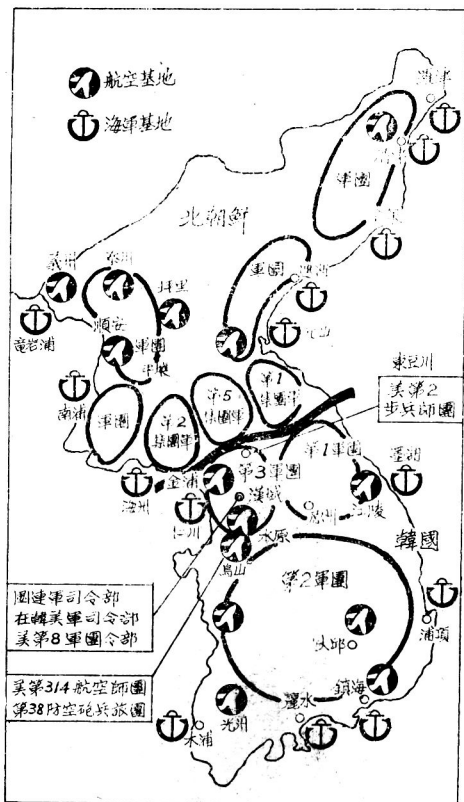 航空基地
海軍基地
清津
軍團
北朝鮮
義州
泰川
軍團
順安
軍團
平壤
竜岩浦
元山
東豆川
南浦
軍團
第2
集團軍
第5
集團軍
第1
集團軍
美第2
步兵師團
第1軍團
第3軍團
金浦
漢城
海州
仁川
江陵
水原
烏山
韓國
第2軍團
國連軍司令部
在韓美軍司令部
美第8軍團令部
美第314航空師團
第38防空砲兵旅團
大邱
浦項
鎮海
麗水
光州
木浦